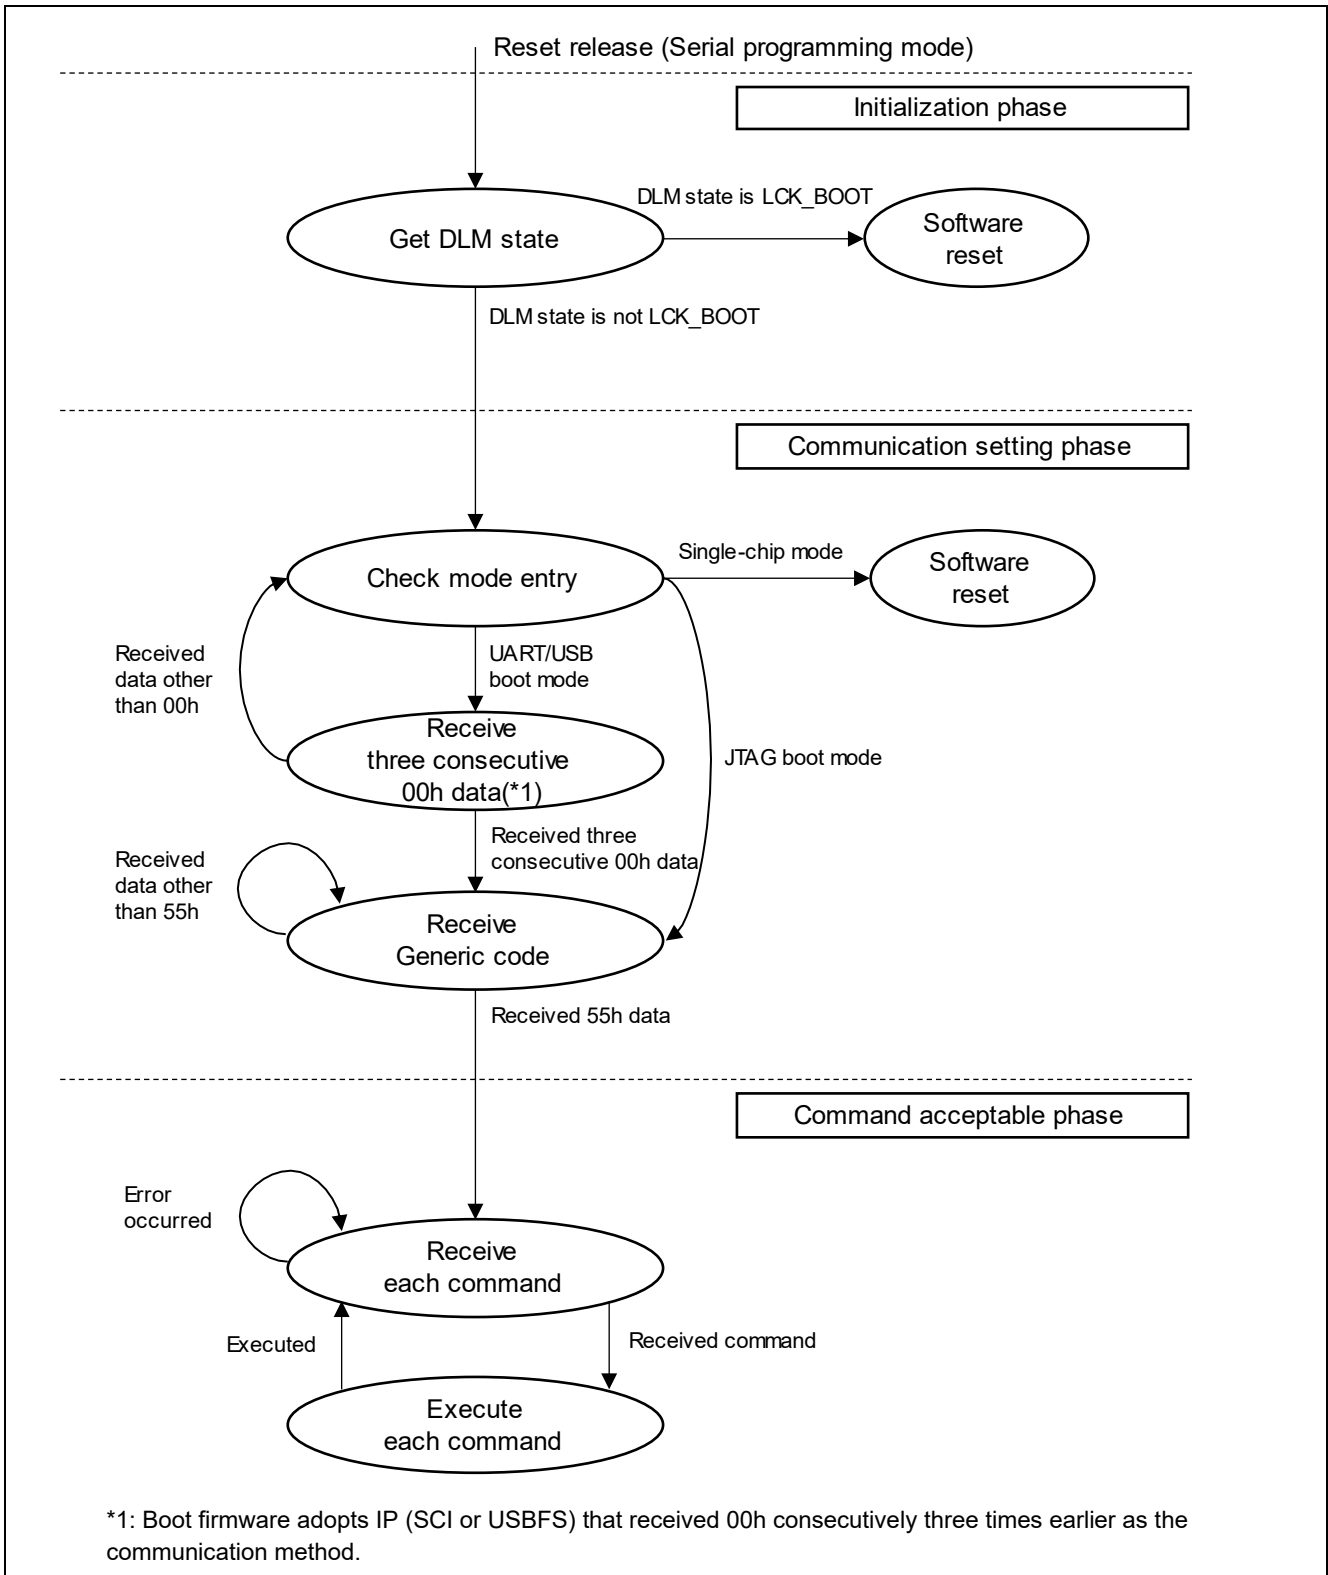 Reset release (Serial programming mode)
Initialization phase
DLM state is LCK_BOOT
Get DLM state
Software
reset
DLM state is not LCK_BOOT
Communication setting phase
Single-chip mode
Check mode entry
Software
reset
Received
data other
than 00h
UART/USB
boot mode
Receive
three consecutive
00h data(*1)
JTAG boot mode
Received three
consecutive 00h data
Received
data other
than 55h
Receive
Generic code
Received 55h data
Command acceptable phase
Error
occurred
Receive
each command
Executed
Received command
Execute
each command
*1: Boot firmware adopts IP (SCI or USBFS) that received 00h consecutively three times earlier as the
communication method.